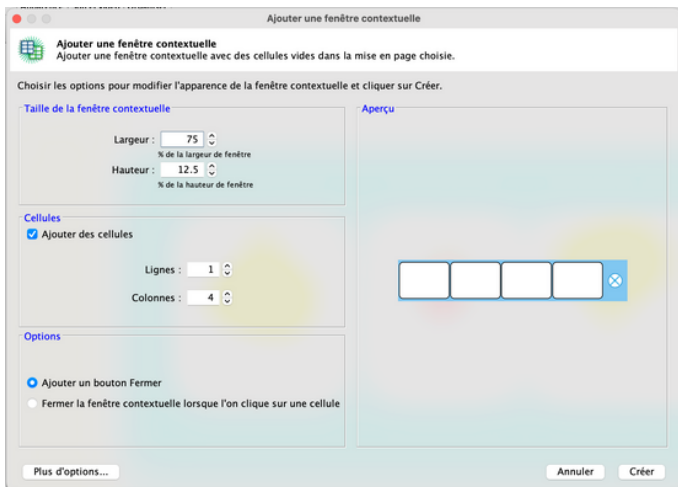 Ajouter une fenêtre contextuelle
Ajouter une fenêtre contextuelle
Ajouter une fenêtre contextuelle avec des cellules vides dans la mise en page choisie.
Choisir les options pour modifier l'apparence de la fenêtre contextuelle et cliquer sur Créer.
Taille de la fenêtre contextuelle
Largeur : 75
% de la largeur de fenêtre
Hauteur : 12.5
% de la hauteur de fenêtre
Cellules
Ajouter des cellules
Lignes : 1
Colonnes : 4
Options
Ajouter un bouton Fermer
Fermer la fenêtre contextuelle lorsque l'on clique sur une cellule
Aperçu
Plus d'options...
Annuler
Créer